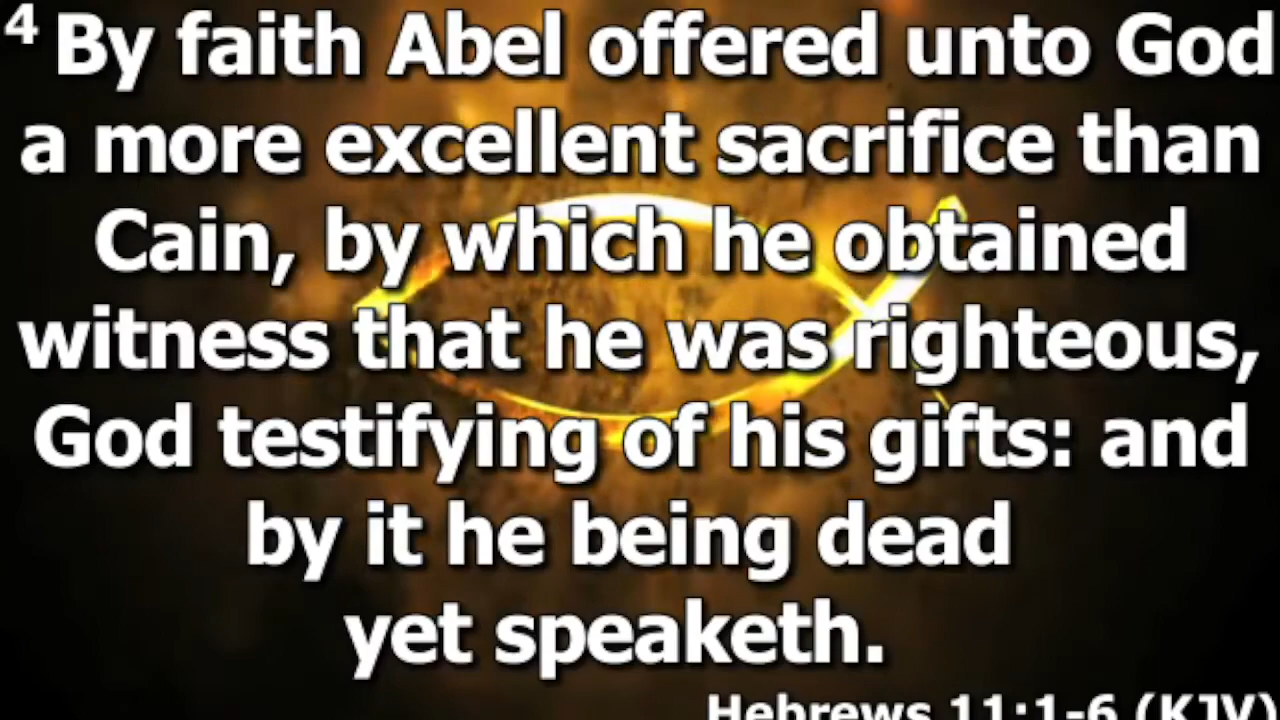 4 By faith Abel offered unto God
a more excellent sacrifice than
Cain, by which he obtained
witness that he was righteous,
God testifying of his gifts: and
by it he being dead
yet speaketh.
Hebrews 11:1-6 (KJV)